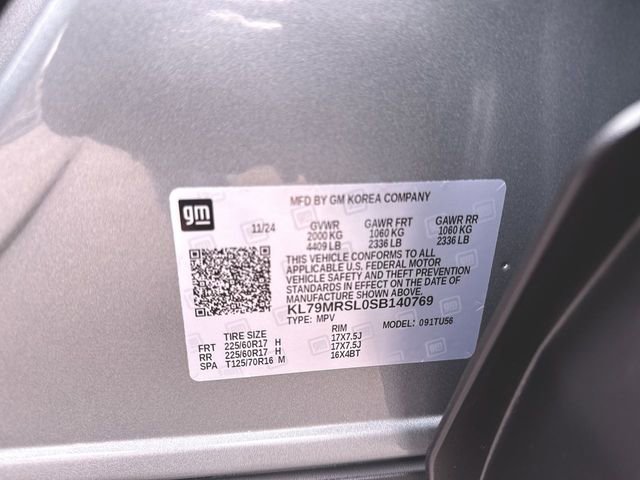 gm
MFD BY GM KOREA COMPANY
11/24 GVWR GAWR FRT GAWR RR
2000 KG 1060 KG 1060 KG
4409 LB 2336 LB 2336 LB
THIS VEHICLE CONFORMS TO ALL
APPLICABLE U.S. FEDERAL MOTOR
VEHICLE SAFETY AND THEFT PREVENTION
STANDARDS IN EFFECT ON THE DATE OF
MANUFACTURE SHOWN ABOVE.
KL79MRSL0SB140769
TYPE: MPV MODEL: 091TU56
TIRE SIZE RIM
FRT 225/60R17 H 17X7.5J
RR 225/60R17 H 17X7.5J
SPA T125/70R16 M 16X4BT